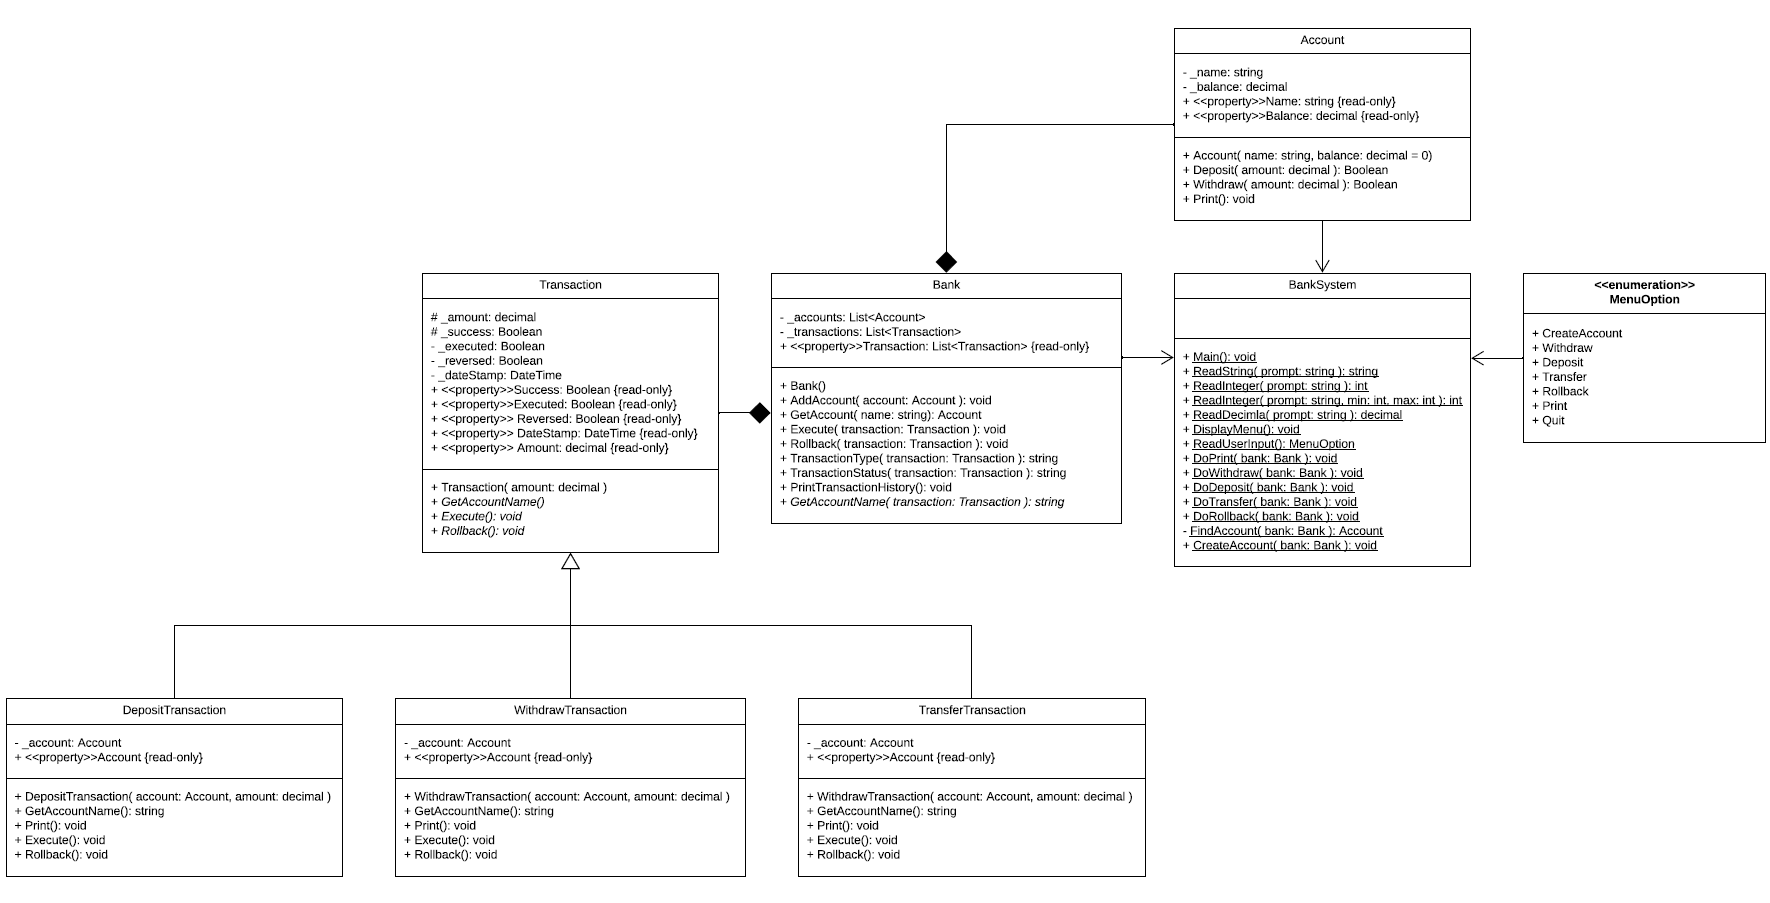 Account
- _name: string
- _balance: decimal
+ <<property>>Name: string {read-only}
+ <<property>>Balance: decimal {read-only}
+ Account( name: string, balance: decimal = 0)
+ Deposit( amount: decimal ): Boolean
+ Withdraw( amount: decimal ): Boolean
+ Print(): void
Transaction
# _amount: decimal
# _success: Boolean
- _executed: Boolean
- _reversed: Boolean
- _dateStamp: DateTime
+ <<property>>Success: Boolean {read-only}
+ <<property>>Executed: Boolean {read-only}
+ <<property>> Reversed: Boolean {read-only}
+ <<property>> DateStamp: DateTime {read-only}
+ <<property>> Amount: decimal {read-only}
+ Transaction( amount: decimal )
+ GetAccountName()
+ Execute(): void
+ Rollback(): void
Bank
- _accounts: List<Account>
- _transactions: List<Transaction>
+ <<property>>Transaction: List<Transaction> {read-only}
+ Bank()
+ AddAccount( account: Account ): void
+ GetAccount( name: string): Account
+ Execute( transaction: Transaction ): void
+ Rollback( transaction: Transaction ): void
+ TransactionType( transaction: Transaction ): string
+ TransactionStatus( transaction: Transaction ): string
+ PrintTransactionHistory(): void
+ GetAccountName( transaction: Transaction ): string
BankSystem
+ Main(): void
+ ReadString( prompt: string ): string
+ ReadInteger( prompt: string ): int
+ ReadInteger( prompt: string, min: int, max: int ): int
+ ReadDecimla( prompt: string ): decimal
+ DisplayMenu(): void
+ ReadUserInput(): MenuOption
+ DoPrint( bank: Bank ): void
+ DoWithdraw( bank: Bank ): void
+ DoDeposit( bank: Bank ): void
+ DoTransfer( bank: Bank ): void
+ DoRollback( bank: Bank ): void
- FindAccount( bank: Bank ): Account
+ CreateAccount( bank: Bank ): void
<<enumeration>>
MenuOption
+ CreateAccount
+ Withdraw
+ Deposit
+ Transfer
+ Rollback
+ Print
+ Quit
DepositTransaction
- _account: Account
+ <<property>>Account {read-only}
+ DepositTransaction( account: Account, amount: decimal )
+ GetAccountName(): string
+ Print(): void
+ Execute(): void
+ Rollback(): void
WithdrawTransaction
- _account: Account
+ <<property>>Account {read-only}
+ WithdrawTransaction( account: Account, amount: decimal )
+ GetAccountName(): string
+ Print(): void
+ Execute(): void
+ Rollback(): void
TransferTransaction
- _account: Account
+ <<property>>Account {read-only}
+ WithdrawTransaction( account: Account, amount: decimal )
+ GetAccountName(): string
+ Print(): void
+ Execute(): void
+ Rollback(): void